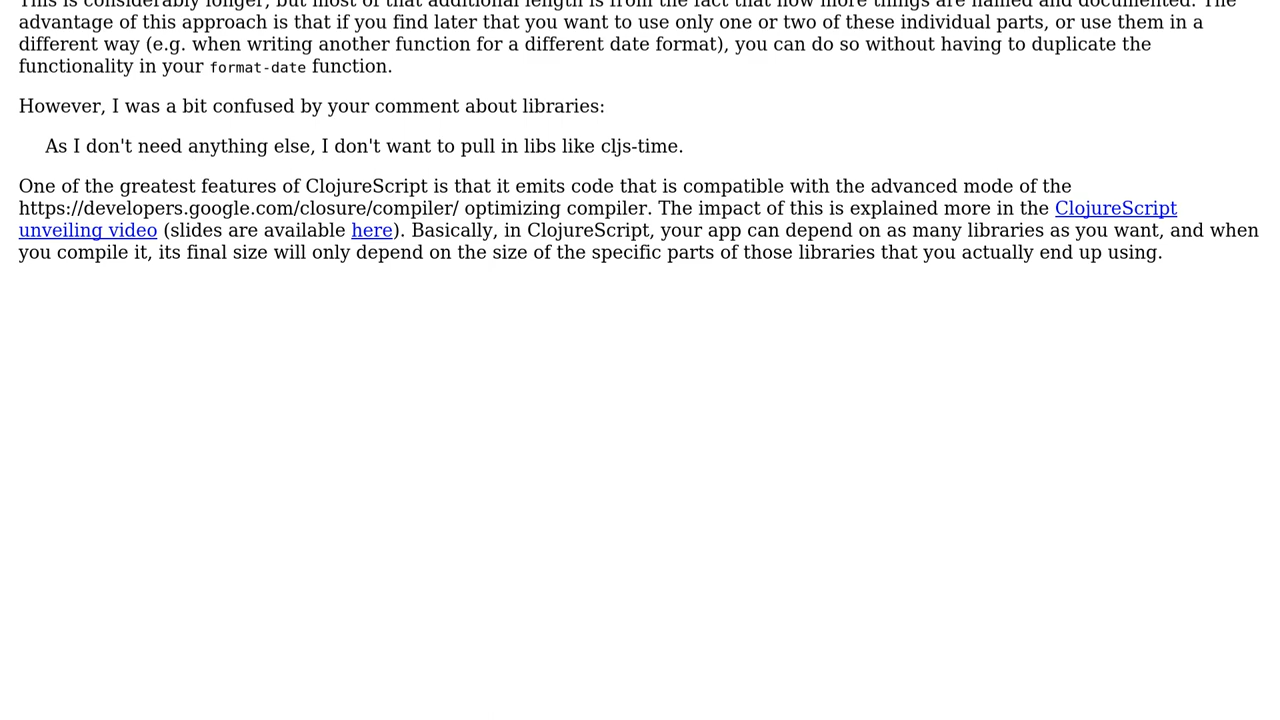 This is considerably longer, but most of that additional length is from the fact that now more things are named and documented. The
advantage of this approach is that if you find later that you want to use only one or two of these individual parts, or use them in a
different way (e.g. when writing another function for a different date format), you can do so without having to duplicate the
functionality in your format-date function.
However, I was a bit confused by your comment about libraries:
As I don't need anything else, I don't want to pull in libs like cljs-time.
One of the greatest features of ClojureScript is that it emits code that is compatible with the advanced mode of the
https://developers.google.com/closure/compiler/ optimizing compiler. The impact of this is explained more in the ClojureScript
unveiling video (slides are available here). Basically, in ClojureScript, your app can depend on as many libraries as you want, and when
you compile it, its final size will only depend on the size of the specific parts of those libraries that you actually end up using.